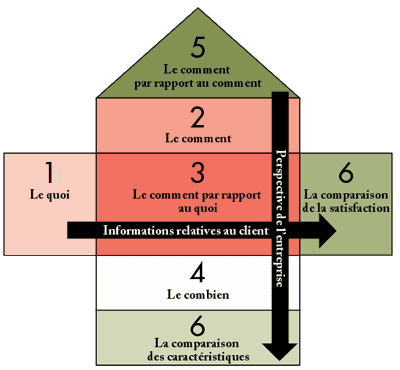 5
Le comment
par rapport au comment
2
Le comment
1
Le quoi
3
Le comment par rapport
au quoi
6
La comparaison
de la satisfaction
Informations relatives au client
Perspective de l'entreprise
4
Le combien
6
La comparaison
des caractéristiques